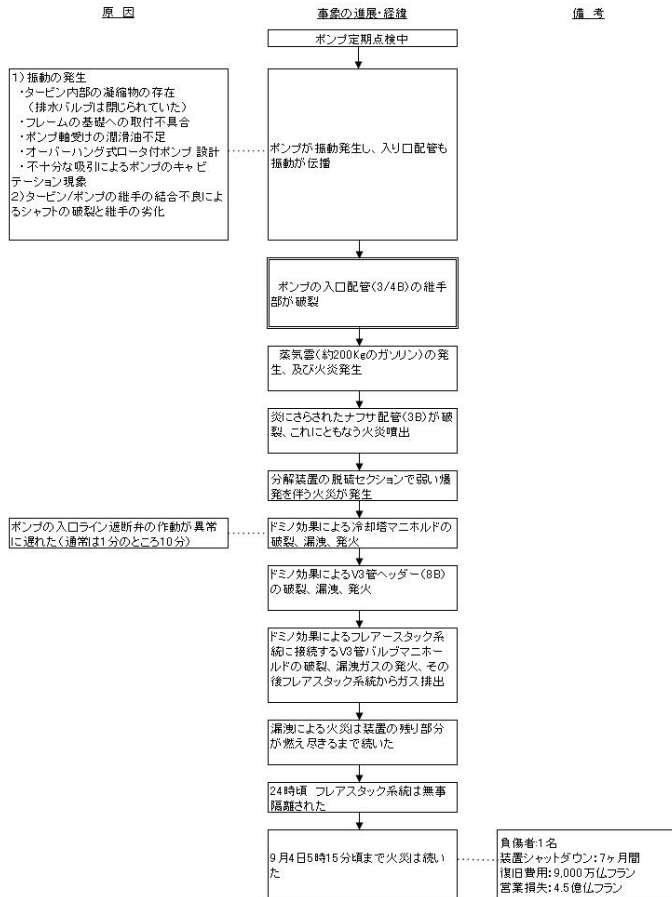 原　因
事象の進展・経緯
備　考
ポンプ定期点検中
1)振動の発生
・タービン内部の凝縮物の存在
(排水バルブは閉じられていた)
・フレームの基礎への取付不具合
・ポンプ軸受けの潤滑油不足
・オーバーハング式ロータ付ポンプ 設計
・不十分な吸引によるポンプのキャビ
テーション現象
2)タービン/ポンプの継手の結合不良によ
るシャフトの破裂と継手の劣化
ポンプが振動発生し、入り口配管も
振動が伝播
ポンプの入口配管(3/4B)の継手
部が破裂
蒸気雲(約200Kgのガソリン)の発
生、及び火炎発生
炎にさらされたナフサ配管(3B)が破
裂、これにともなう火炎噴出
分解装置の脱硫セクションで弱い爆
発を伴う火災が発生
ポンプの入口ライン遮断弁の作動が異常
に遅れた(通常は1分のところ10分)
ドミノ効果による冷却塔マニホルドの
破裂、漏洩、発火
ドミノ効果によるV3管ヘッダー(8B)
の破裂、漏洩、発火
ドミノ効果によるフレアースタック系
統に接続するV3管バルブマニホー
ルドの破裂、漏洩ガスの発火、その
後フレアスタック系統からガス排出
漏洩による火災は装置の残り部分
が燃え尽きるまで続いた
24時頃 フレアスタック系統は無事
隔離された
9月4日5時15分頃まで火災は続い
た
負傷者:1名
装置シャットダウン:7ヶ月間
復旧費用:9,000万仏フラン
営業損失:4.5億仏フラン